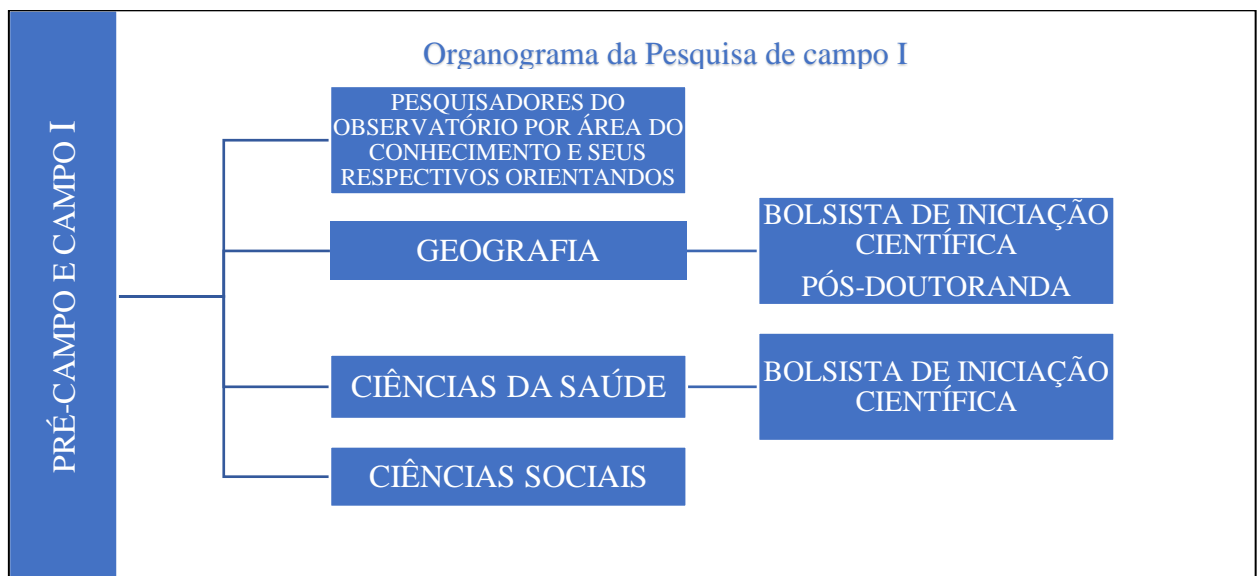 Organograma da Pesquisa de campo I
PRÉ-CAMPO E CAMPO I
PESQUISADORES DO
OBSERVATÓRIO POR ÁREA DO
CONHECIMENTO E SEUS
RESPECTIVOS ORIENTANDOS
GEOGRAFIA
BOLSISTA DE INICIAÇÃO
CIENTÍFICA
PÓS-DOUTORANDA
CIÊNCIAS DA SAÚDE
BOLSISTA DE INICIAÇÃO
CIENTÍFICA
CIÊNCIAS SOCIAIS